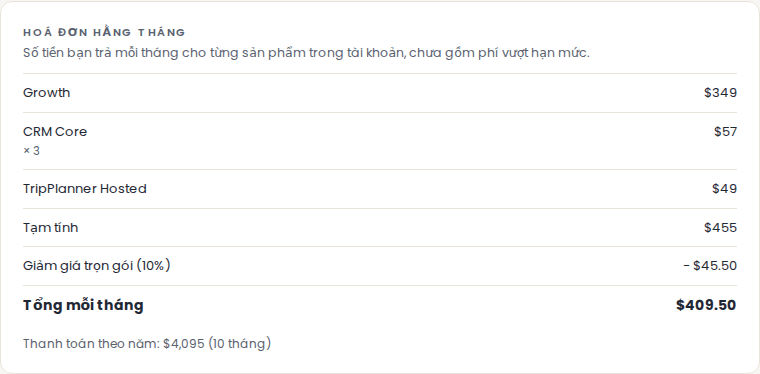 HOÁ ĐƠN HẰNG THÁNG
Số tiền bạn trả mỗi tháng cho từng sản phẩm trong tài khoản, chưa gồm phí vượt hạn mức.
Growth $349
CRM Core $57
× 3
TripPlanner Hosted $49
Tạm tính $455
Giảm giá trọn gói (10%) − $45.50
Tổng mỗi tháng $409.50
Thanh toán theo năm: $4,095 (10 tháng)